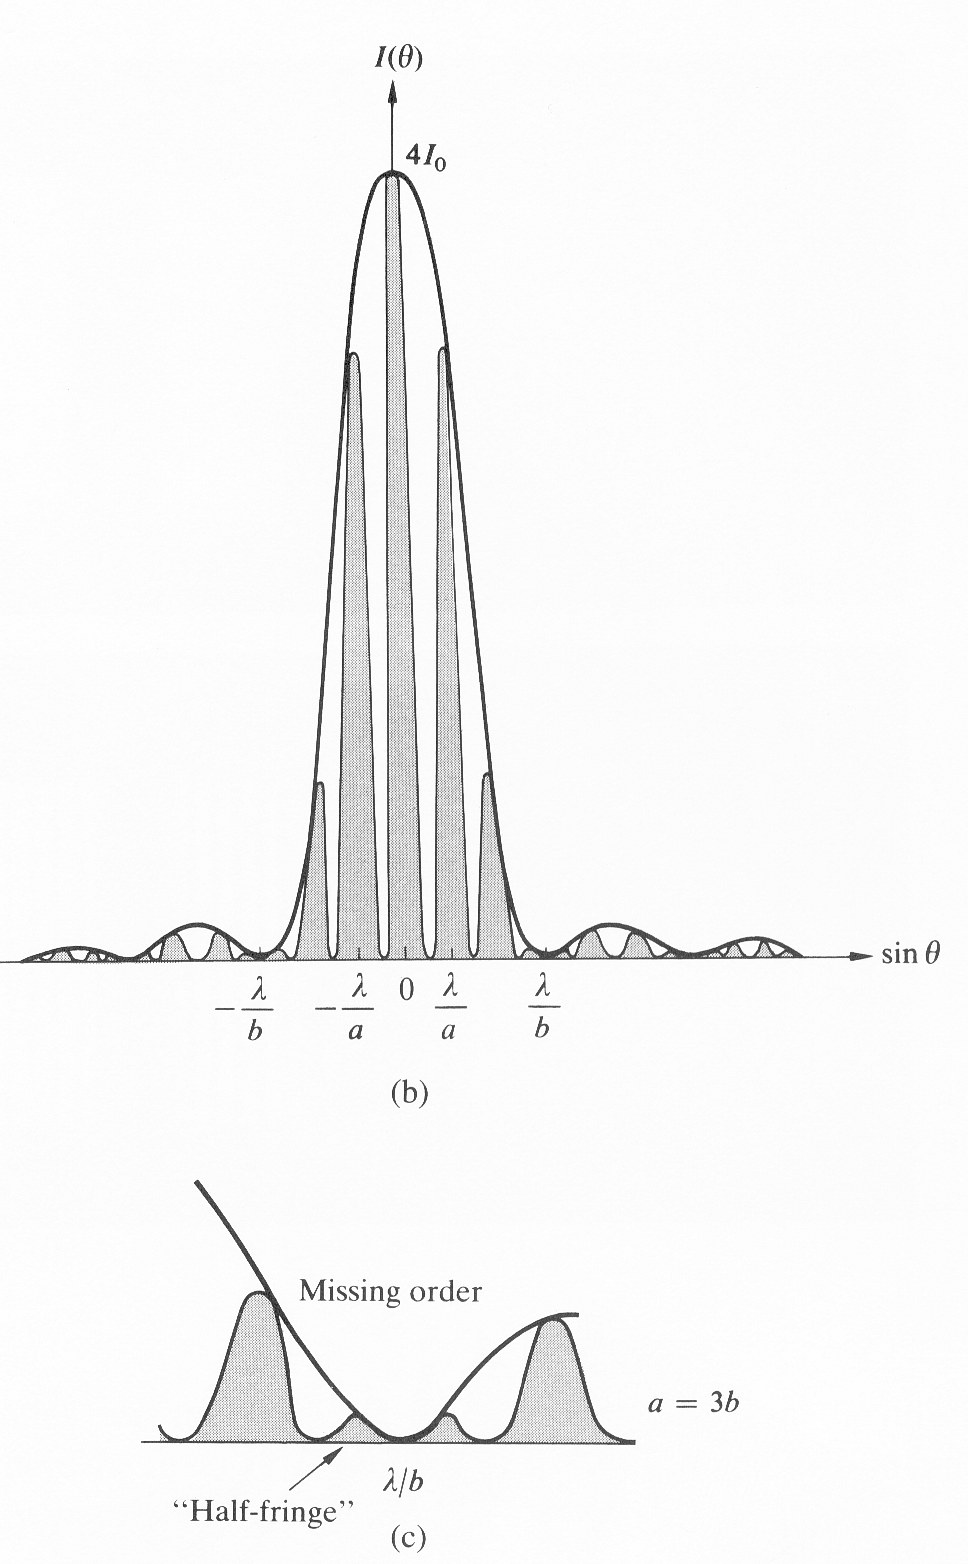 I(θ)
4I₀
sin θ
−λ/b −λ/a 0 λ/a λ/b
(b)
Missing order
a = 3b
λ/b
“Half-fringe”
(c)